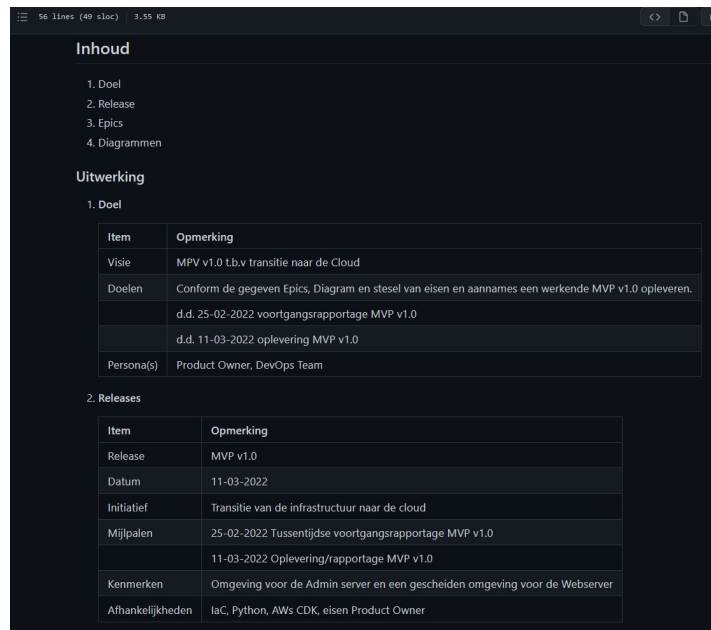 56 lines (49 sloc) 3.55 KB
Inhoud
1. Doel
2. Release
3. Epics
4. Diagrammen
Uitwerking
1. Doel
Item Opmerking
Visie MPV v1.0 t.b.v transitie naar de Cloud
Doelen Conform de gegeven Epics, Diagram en stesel van eisen en aannames een werkende MVP v1.0 opleveren.
d.d. 25-02-2022 voortgangsrapportage MVP v1.0
d.d. 11-03-2022 oplevering MVP v1.0
Persona(s) Product Owner, DevOps Team
2. Releases
Item Opmerking
Release MVP v1.0
Datum 11-03-2022
Initiatief Transitie van de infrastructuur naar de cloud
Mijlpalen 25-02-2022 Tussentijdse voortgangsrapportage MVP v1.0
11-03-2022 Oplevering/rapportage MVP v1.0
Kenmerken Omgeving voor de Admin server en een gescheiden omgeving voor de Webserver
Afhankelijkheden IaC, Python, AWs CDK, eisen Product Owner